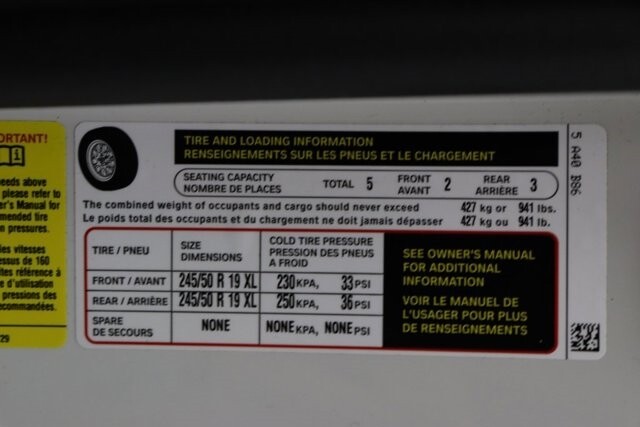 ORTANT!
eeds above
please refer to
er's Manual for
mended tire
n pressures.
les vitesses
essus de 160
ltes référence à
e d'utilisation
pressions des
commandées.
29
TIRE AND LOADING INFORMATION
RENSEIGNEMENTS SUR LES PNEUS ET LE CHARGEMENT
SEATING CAPACITY
NOMBRE DE PLACES
TOTAL 5
FRONT
AVANT 2
REAR
ARRIÈRE 3
The combined weight of occupants and cargo should never exceed 427 kg or 941 lbs.
Le poids total des occupants et du chargement ne doit jamais dépasser 427 kg ou 941 lb.
TIRE / PNEU
SIZE
DIMENSIONS
COLD TIRE PRESSURE
PRESSION DES PNEUS
A FROID
FRONT / AVANT 245/50 R 19 XL 230 KPA, 33 PSI
REAR / ARRIÈRE 245/50 R 19 XL 250 KPA, 36 PSI
SPARE
DE SECOURS
NONE NONE KPA, NONE PSI
SEE OWNER'S MANUAL
FOR ADDITIONAL
INFORMATION
VOIR LE MANUEL DE
L'USAGER POUR PLUS
DE RENSEIGNEMENTS
5 A40 B86